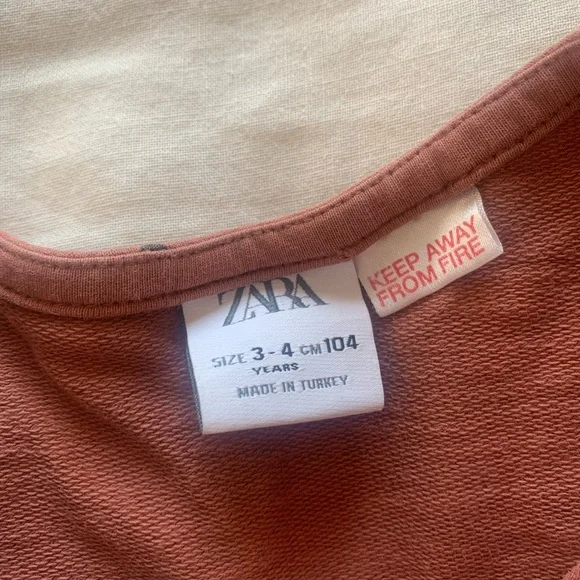 ZARA
SIZE 3-4 CM 104
YEARS
MADE IN TURKEY
KEEP AWAY
FROM FIRE